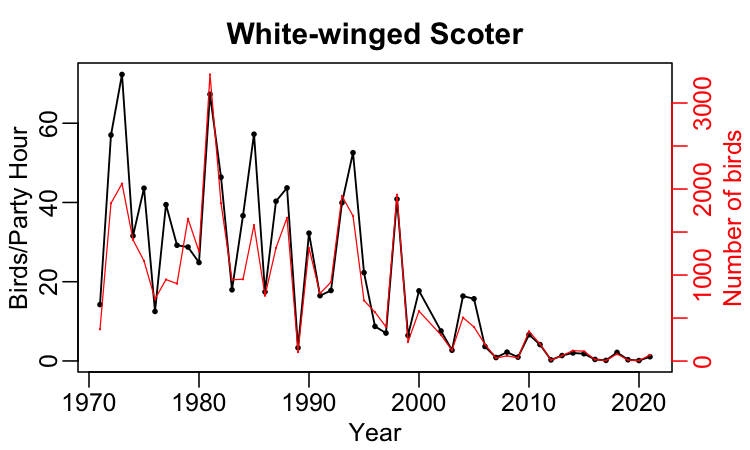 White-winged Scoter
Birds/Party Hour
60
40
20
0
3000
2000
1000
0
Number of birds
1970 1980 1990 2000 2010 2020
Year